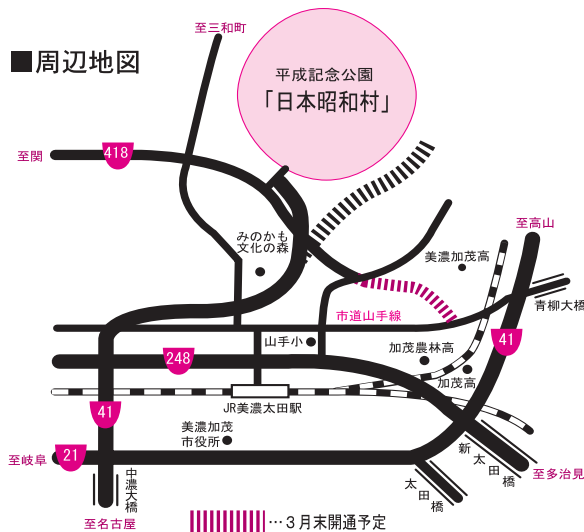 至三和町
■周辺地図
平成記念公園
「日本昭和村」
418
至関
至高山
みのかも
文化の森
美濃加茂高
青柳大橋
市道山手線
山手小
41
加茂農林高
248
加茂高
JR美濃太田駅
41
美濃加茂
市役所
21
至岐阜
新太田橋
至多治見
中濃大橋
太田橋
至名古屋
…３月末開通予定